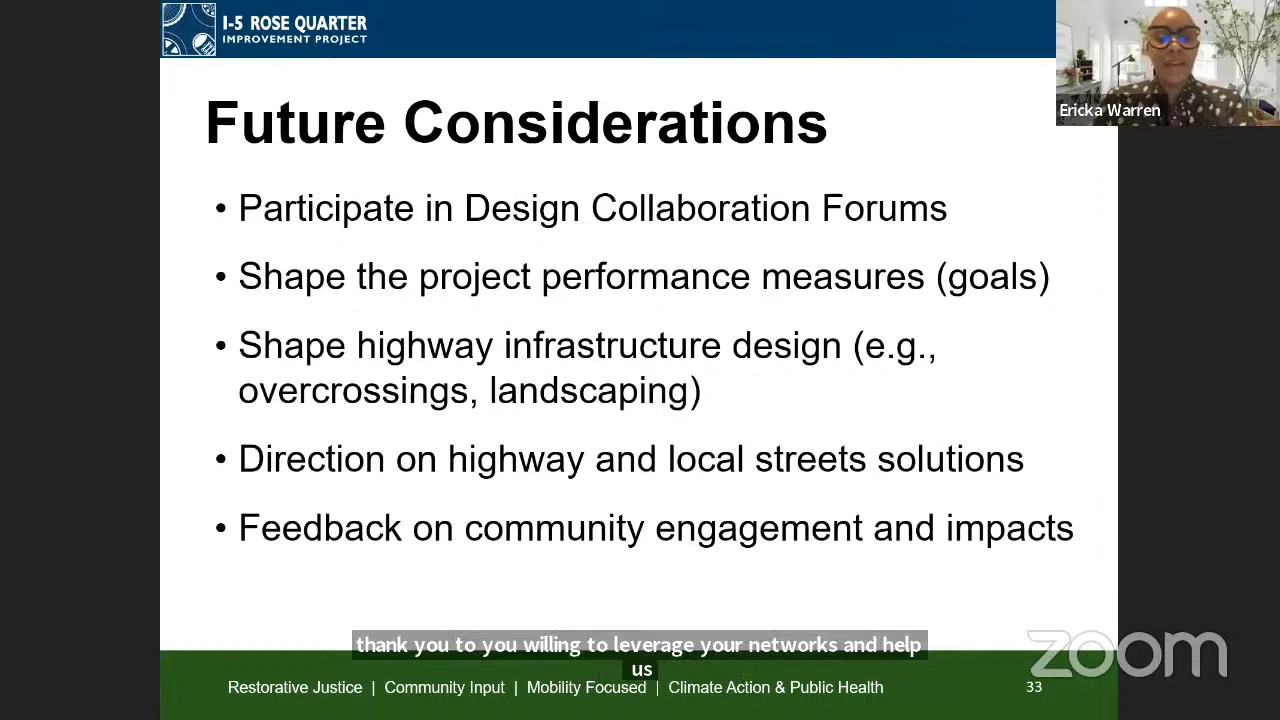 I-5 ROSE QUARTER
IMPROVEMENT PROJECT
Ericka Warren
Future Considerations
• Participate in Design Collaboration Forums
• Shape the project performance measures (goals)
• Shape highway infrastructure design (e.g.,
overcrossings, landscaping)
• Direction on highway and local streets solutions
• Feedback on community engagement and impacts
thank you to you willing to leverage your networks and help
us
zoom
Restorative Justice | Community Input | Mobility Focused | Climate Action & Public Health
33